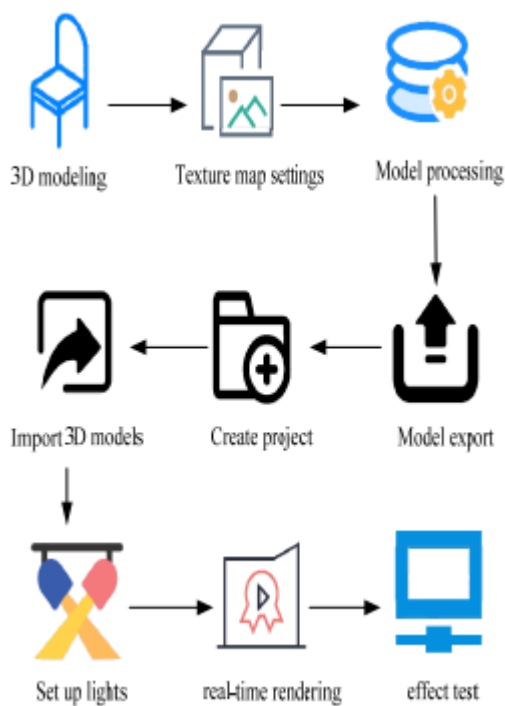 3D modeling
Texture map settings
Model processing
Import 3D models
Create project
Model export
Set up lights
real-time rendering
effect test